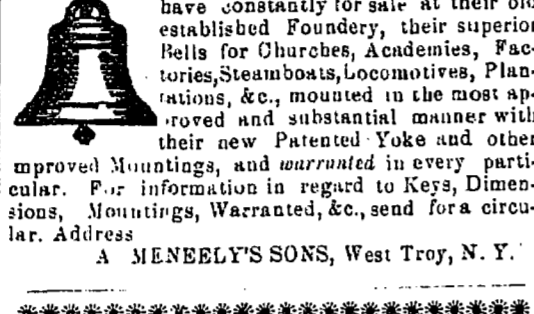 have constantly for sale at their old
established Foundery, their superior
Bells for Churches, Academies, Fac-
tories,Steamboats,Locomotives, Plan-
tations, &c., mounted in the most ap-
roved and substantial manner with
their new Patented Yoke and other
mproved Mountings, and warranted in every parti-
cular. For information in regard to Keys, Dimen-
sions, Mountings, Warranted, &c., send for a circu-
lar. Address
A MENEELY'S SONS, West Troy, N. Y.